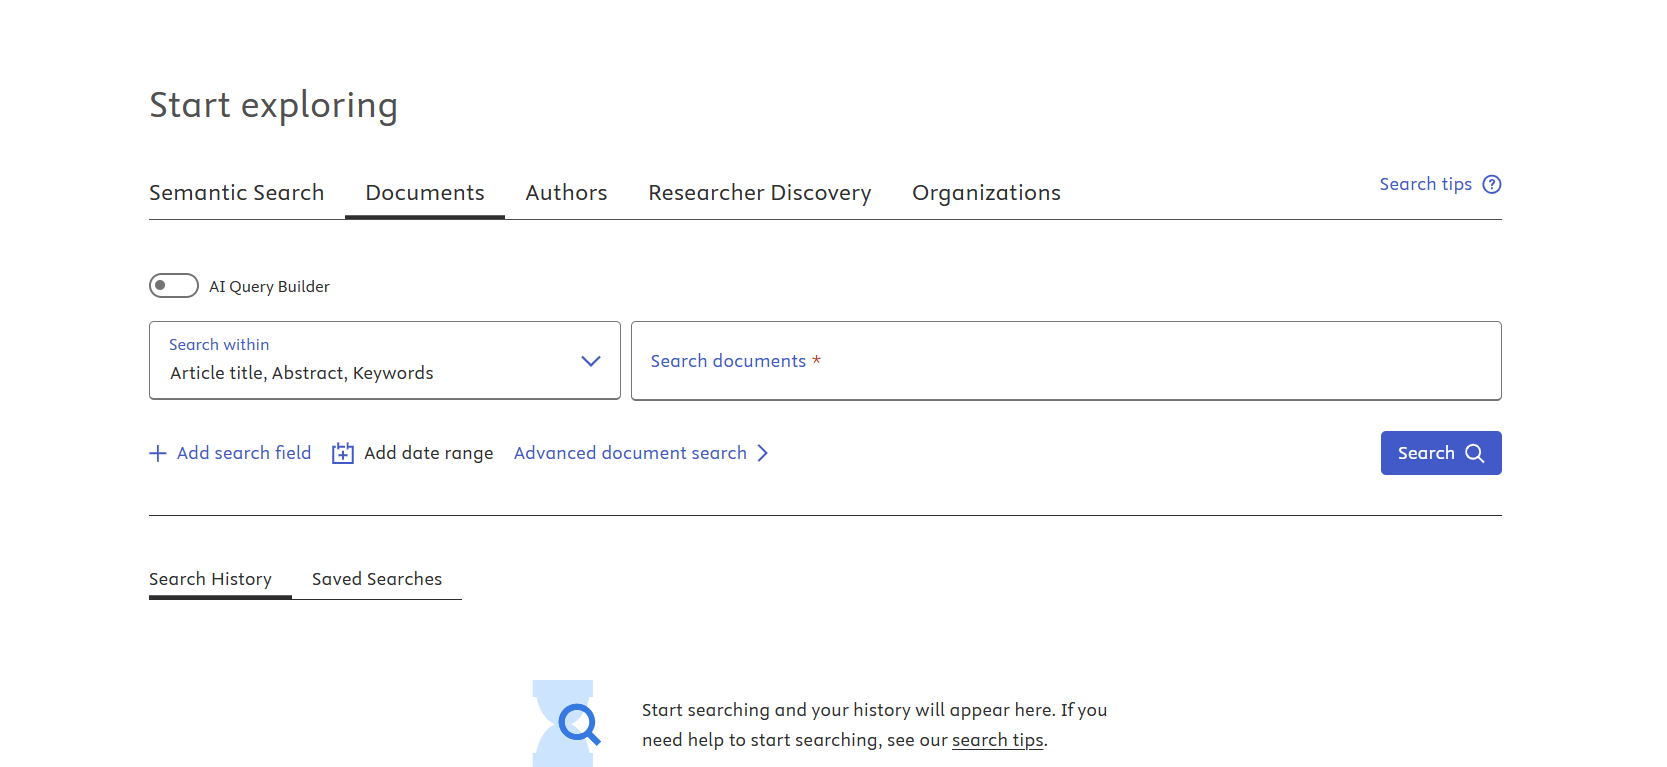 Start exploring
Semantic Search Documents Authors Researcher Discovery Organizations Search tips
AI Query Builder
Search within
Article title, Abstract, Keywords
Search documents *
Add search field Add date range Advanced document search Search
Search History Saved Searches
Start searching and your history will appear here. If you
need help to start searching, see our search tips.